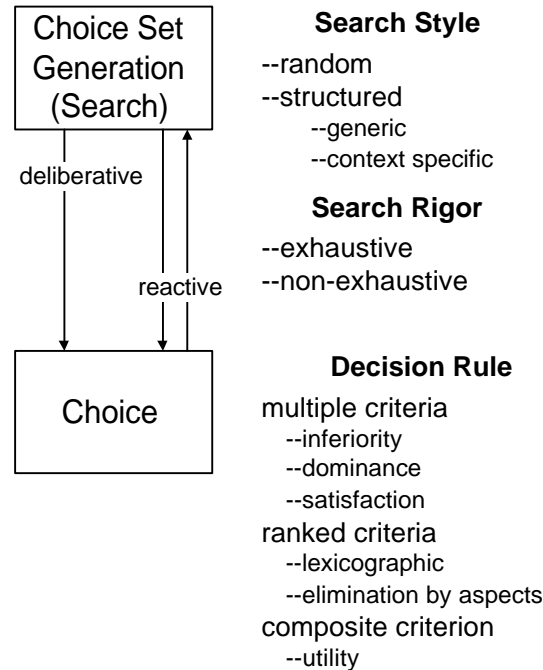 Choice Set
Generation
(Search)
deliberative
reactive
Choice
Search Style
--random
--structured
--generic
--context specific
Search Rigor
--exhaustive
--non-exhaustive
Decision Rule
multiple criteria
--inferiority
--dominance
--satisfaction
ranked criteria
--lexicographic
--elimination by aspects
composite criterion
--utility